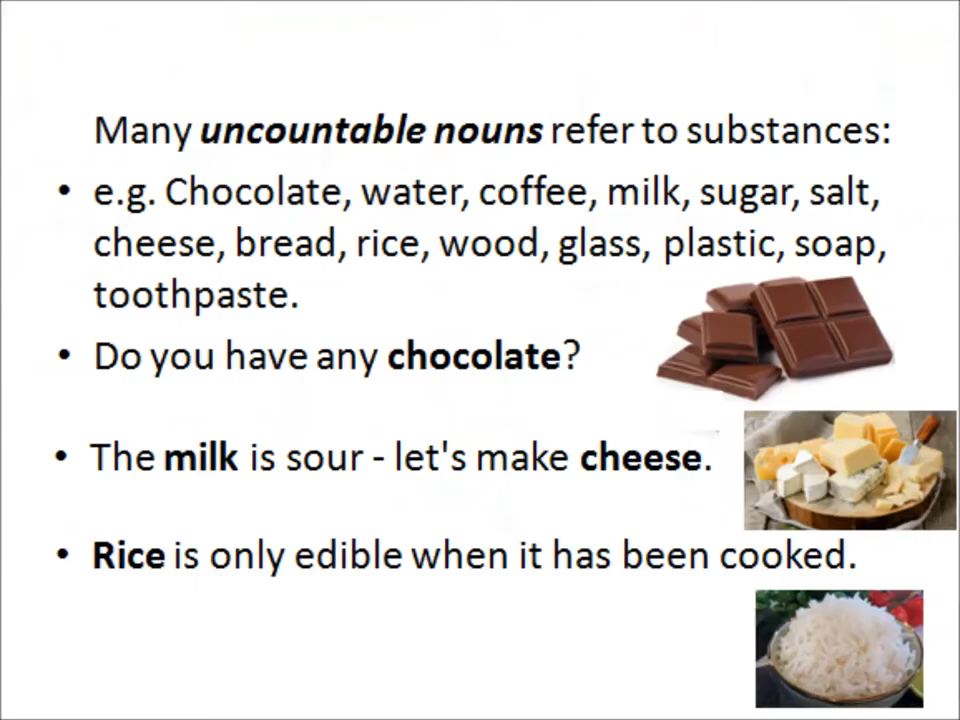 Many uncountable nouns refer to substances:
• e.g. Chocolate, water, coffee, milk, sugar, salt,
cheese, bread, rice, wood, glass, plastic, soap,
toothpaste.
• Do you have any chocolate?
• The milk is sour - let's make cheese.
• Rice is only edible when it has been cooked.